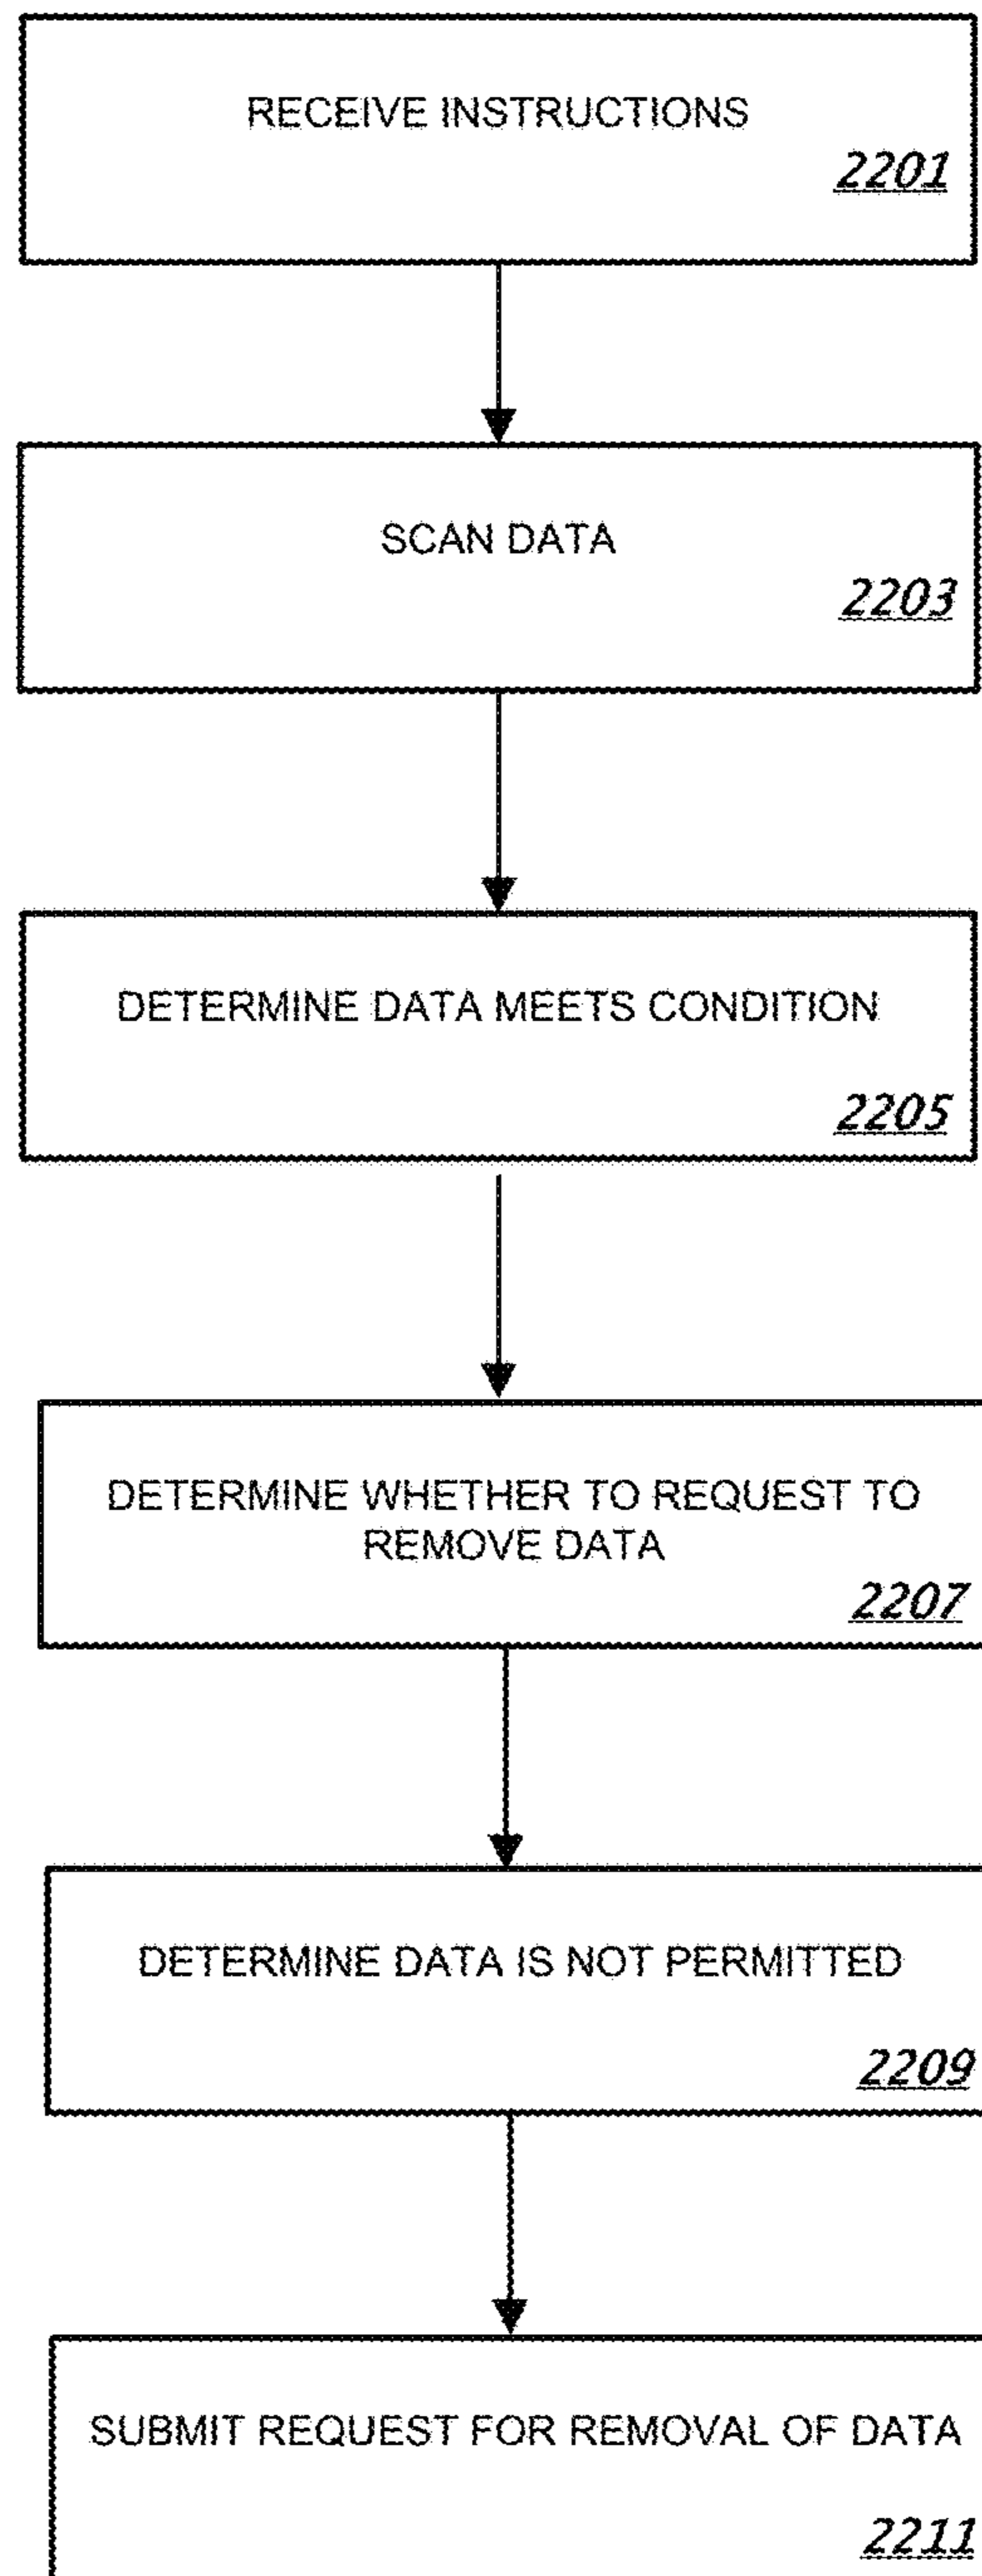 RECEIVE INSTRUCTIONS
2201
SCAN DATA
2203
DETERMINE DATA MEETS CONDITION
2205
DETERMINE WHETHER TO REQUEST TO
REMOVE DATA
2207
DETERMINE DATA IS NOT PERMITTED
2209
SUBMIT REQUEST FOR REMOVAL OF DATA
2211